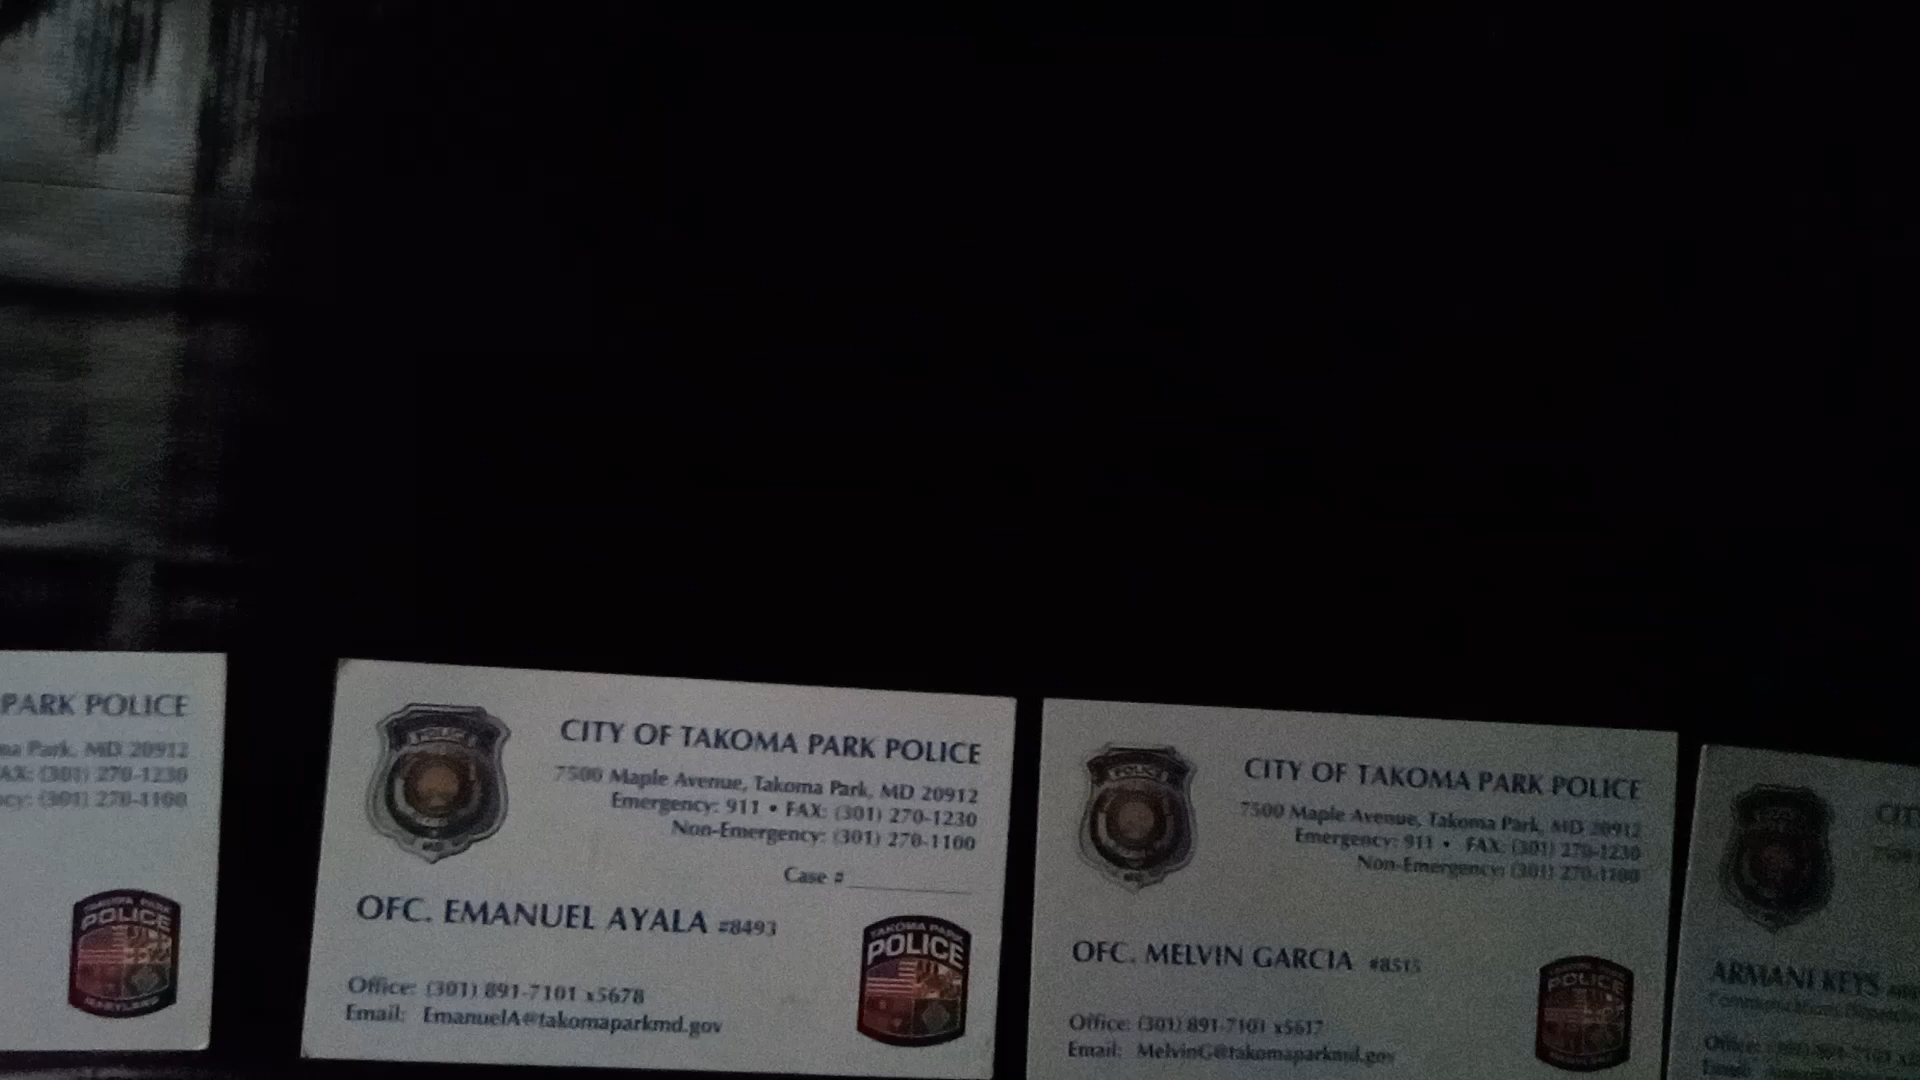 PARK POLICE
Park, MD 20912
(301) 270-1230
(301) 270-1100
POLICE
MARYLAND
POLICE
CITY OF TAKOMA PARK POLICE
7500 Maple Avenue, Takoma Park, MD 20912
Emergency: 911 • FAX: (301) 270-1230
Non-Emergency: (301) 270-1100
Case #
OFC. EMANUEL AYALA #8493
Office: (301) 891-7101 x5678
Email: EmanuelA@takomaparkmd.gov
TAKOMA PARK
POLICE
POLICE
CITY OF TAKOMA PARK POLICE
7500 Maple Avenue, Takoma Park, MD 20912
Emergency: 911 • FAX: (301) 270-1230
Non-Emergency: (301) 270-1100
OFC. MELVIN GARCIA #8515
Office: (301) 891-7101 x5617
Email: MelvinG@takomaparkmd.gov
POLICE
ARMANI KEYS